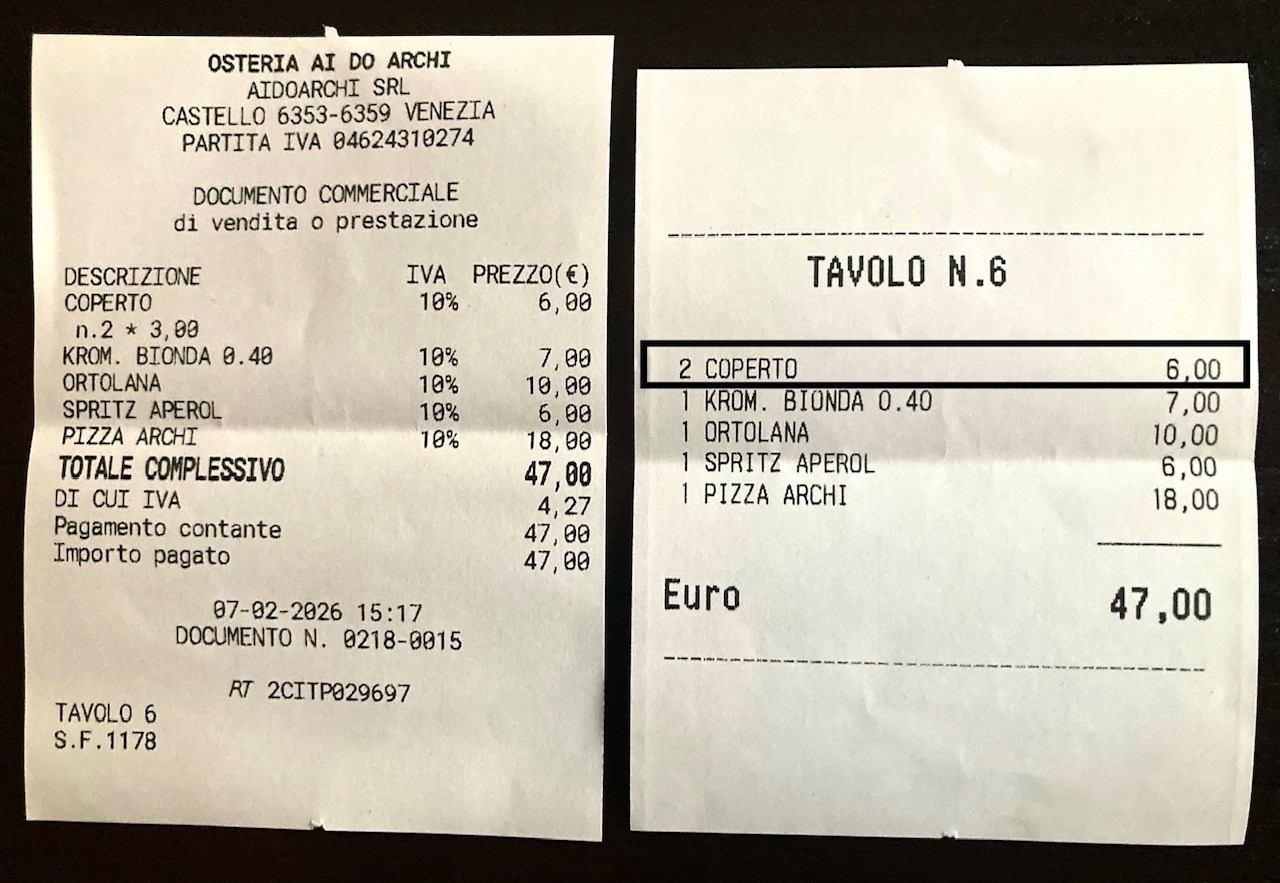 OSTERIA AI DO ARCHI
AIDOARCHI SRL
CASTELLO 6353-6359 VENEZIA
PARTITA IVA 04624310274
DOCUMENTO COMMERCIALE
di vendita o prestazione
DESCRIZIONE IVA PREZZO(€)
COPERTO 10% 6,00
n.2 * 3,00
KROM. BIONDA 0.40 10% 7,00
ORTOLANA 10% 10,00
SPRITZ APEROL 10% 6,00
PIZZA ARCHI 10% 18,00
TOTALE COMPLESSIVO 47,00
DI CUI IVA 4,27
Pagamento contante 47,00
Importo pagato 47,00
07-02-2026 15:17
DOCUMENTO N. 0218-0015
RT 2CITP029697
TAVOLO 6
S.F.1178
TAVOLO N.6
2 COPERTO 6,00
1 KROM. BIONDA 0.40 7,00
1 ORTOLANA 10,00
1 SPRITZ APEROL 6,00
1 PIZZA ARCHI 18,00
Euro 47,00